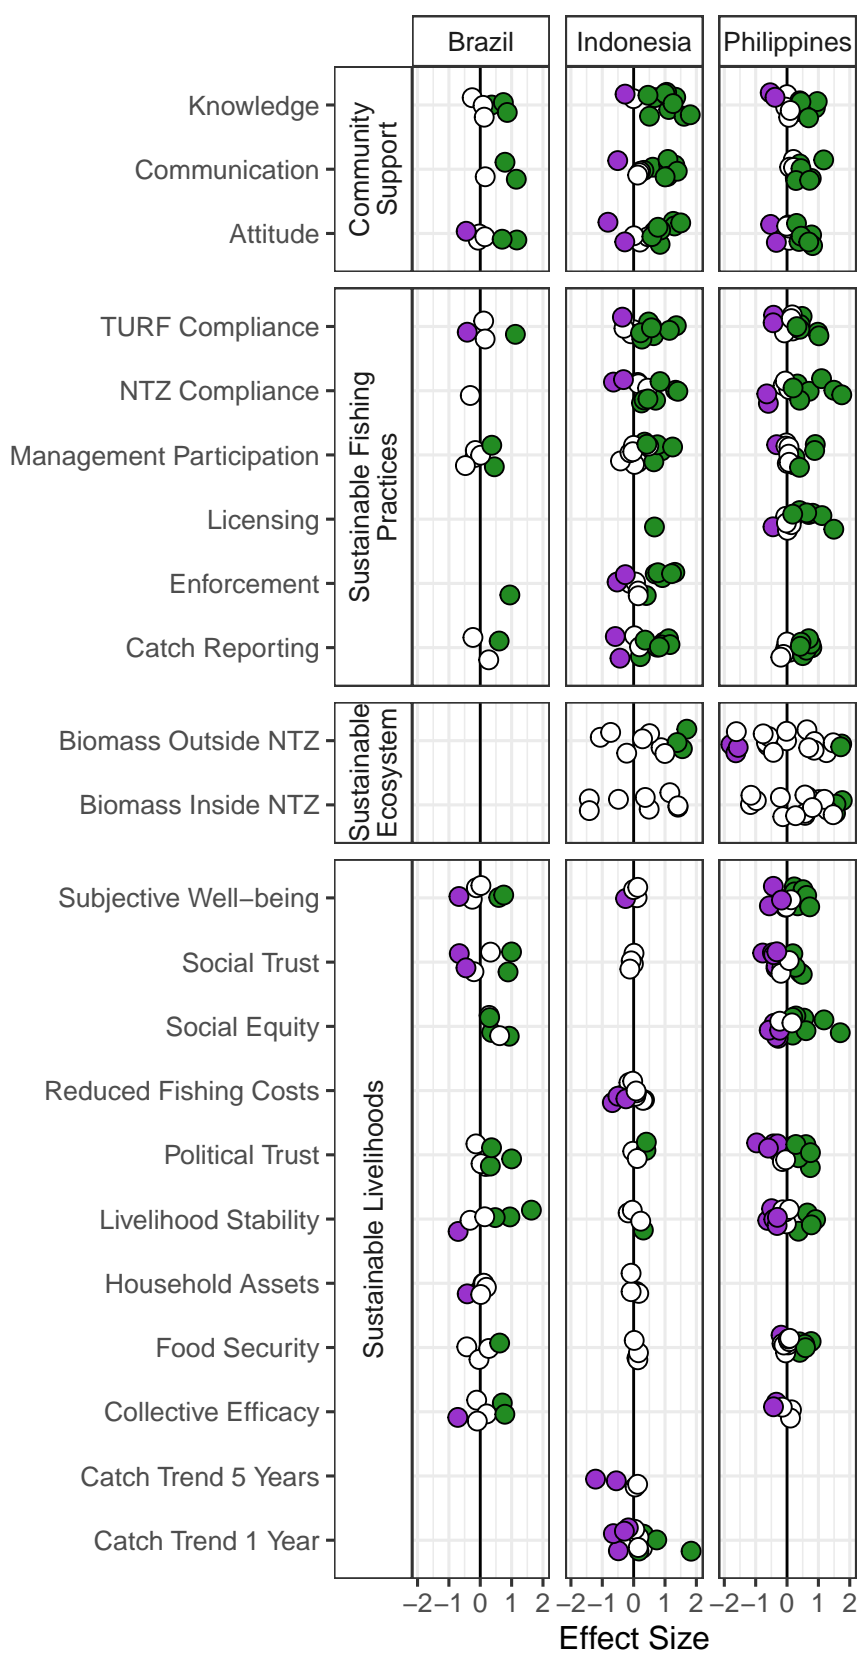 Brazil
Indonesia
Philippines
Community
Support
Knowledge
Communication
Attitude
Sustainable Fishing
Practices
TURF Compliance
NTZ Compliance
Management Participation
Licensing
Enforcement
Catch Reporting
Sustainable
Ecosystem
Biomass Outside NTZ
Biomass Inside NTZ
Sustainable Livelihoods
Subjective Well−being
Social Trust
Social Equity
Reduced Fishing Costs
Political Trust
Livelihood Stability
Household Assets
Food Security
Collective Efficacy
Catch Trend 5 Years
Catch Trend 1 Year
−2 −1 0 1 2 −2 −1 0 1 2 −2 −1 0 1 2
Effect Size